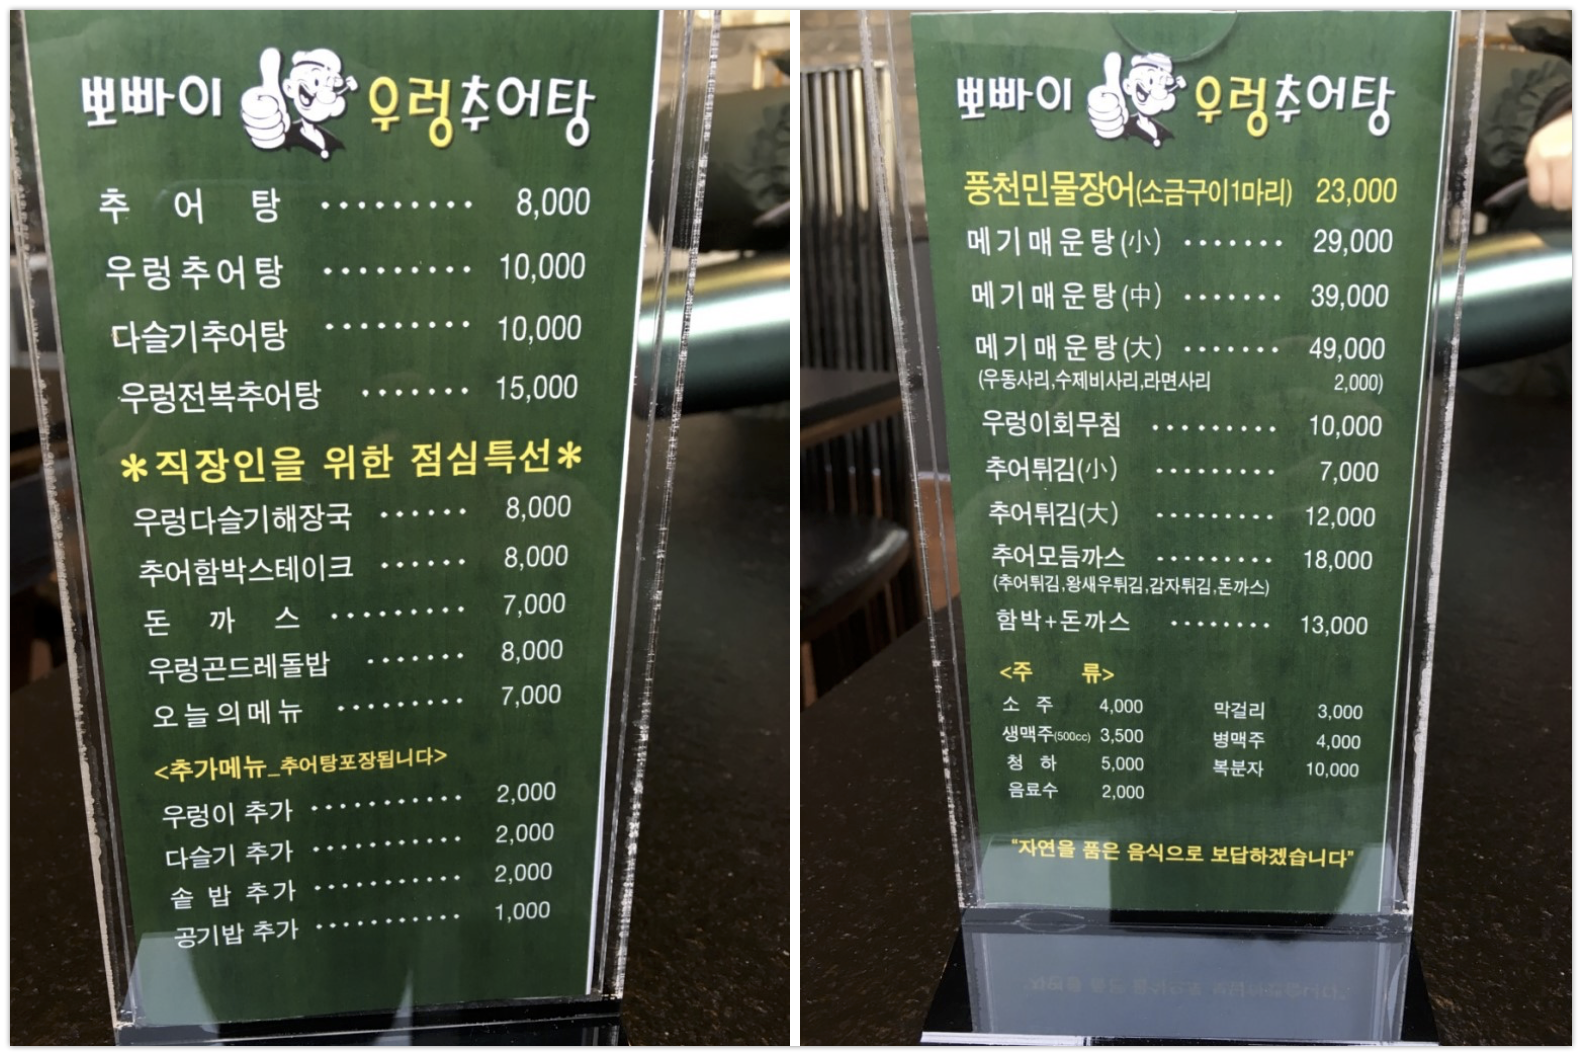 뽀빠이 우렁추어탕
추 어 탕 ········· 8,000
우렁추어탕 ········· 10,000
다슬기추어탕 ········· 10,000
우렁전복추어탕 ······· 15,000
*직장인을 위한 점심특선*
우렁다슬기해장국 ······ 8,000
추어함박스테이크 ······ 8,000
돈 까 스 ········· 7,000
우렁곤드레돌밥 ······· 8,000
오늘의메뉴 ········· 7,000
<추가메뉴_추어탕포장됩니다>
우렁이 추가 ··········· 2,000
다슬기 추가 ··········· 2,000
솥 밥 추가 ··········· 2,000
공기밥 추가 ··········· 1,000
뽀빠이 우렁추어탕
풍천민물장어(소금구이1마리) 23,000
메기매운탕(小) ······· 29,000
메기매운탕(中) ······· 39,000
메기매운탕(大) ······· 49,000
(우동사리,수제비사리,라면사리 2,000)
우렁이회무침 ········· 10,000
추어튀김(小) ········· 7,000
추어튀김(大) ········· 12,000
추어모듬까스 ········· 18,000
(추어튀김,왕새우튀김,감자튀김,돈까스)
함박+돈까스 ········ 13,000
<주 류>
소 주 4,000 막걸리 3,000
생맥주(500cc) 3,500 병맥주 4,000
청 하 5,000 복분자 10,000
음료수 2,000
"자연을 품은 음식으로 보답하겠습니다"